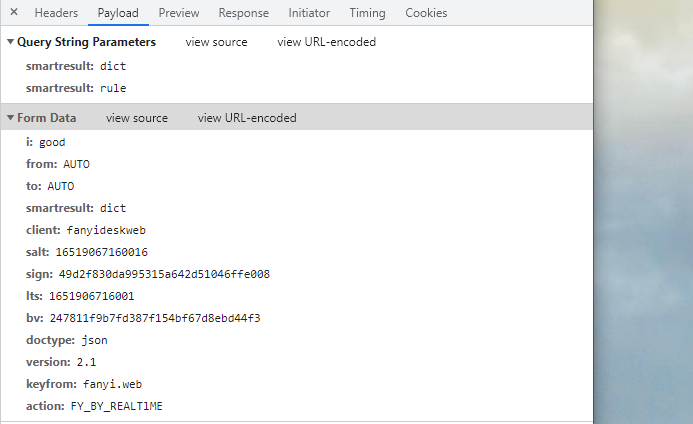 × Headers Payload Preview Response Initiator Timing Cookies
▼Query String Parameters view source view URL-encoded
smartresult: dict
smartresult: rule
▼Form Data view source view URL-encoded
i: good
from: AUTO
to: AUTO
smartresult: dict
client: fanyideskweb
salt: 16519067160016
sign: 49d2f830da995315a642d51046ffe008
lts: 1651906716001
bv: 247811f9b7fd387f154bf67d8ebd44f3
doctype: json
version: 2.1
keyfrom: fanyi.web
action: FY_BY_REALTlME